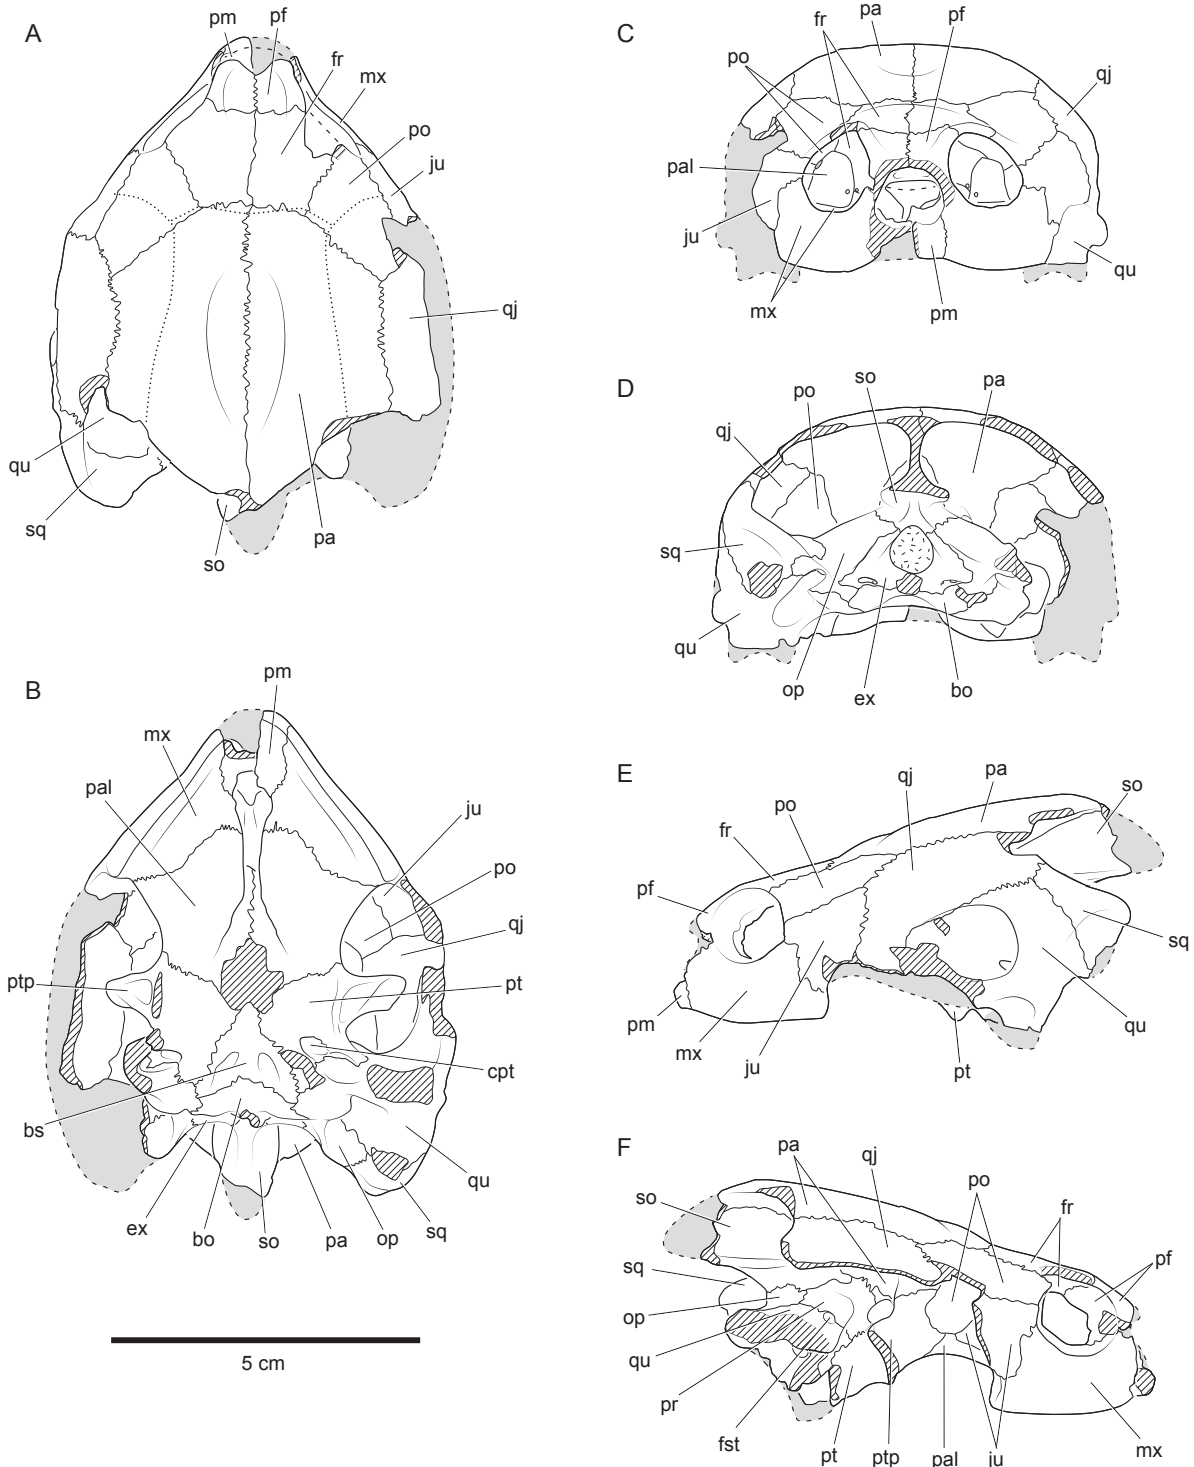 A
pm
pf
fr
mx
po
ju
qj
qu
sq
so
pa
B
pm
mx
pal
ju
po
qj
ptp
pt
cpt
bs
qu
ex
bo
so
pa
op
sq
5 cm
C
pa
fr
pf
po
qj
pal
ju
qu
mx
pm
D
so
pa
po
qj
sq
qu
op
ex
bo
E
pa
qj
so
po
fr
pf
sq
pm
mx
ju
pt
qu
F
pa
qj
po
so
fr
pf
sq
op
qu
pr
fst
pt
ptp
pal
ju
mx